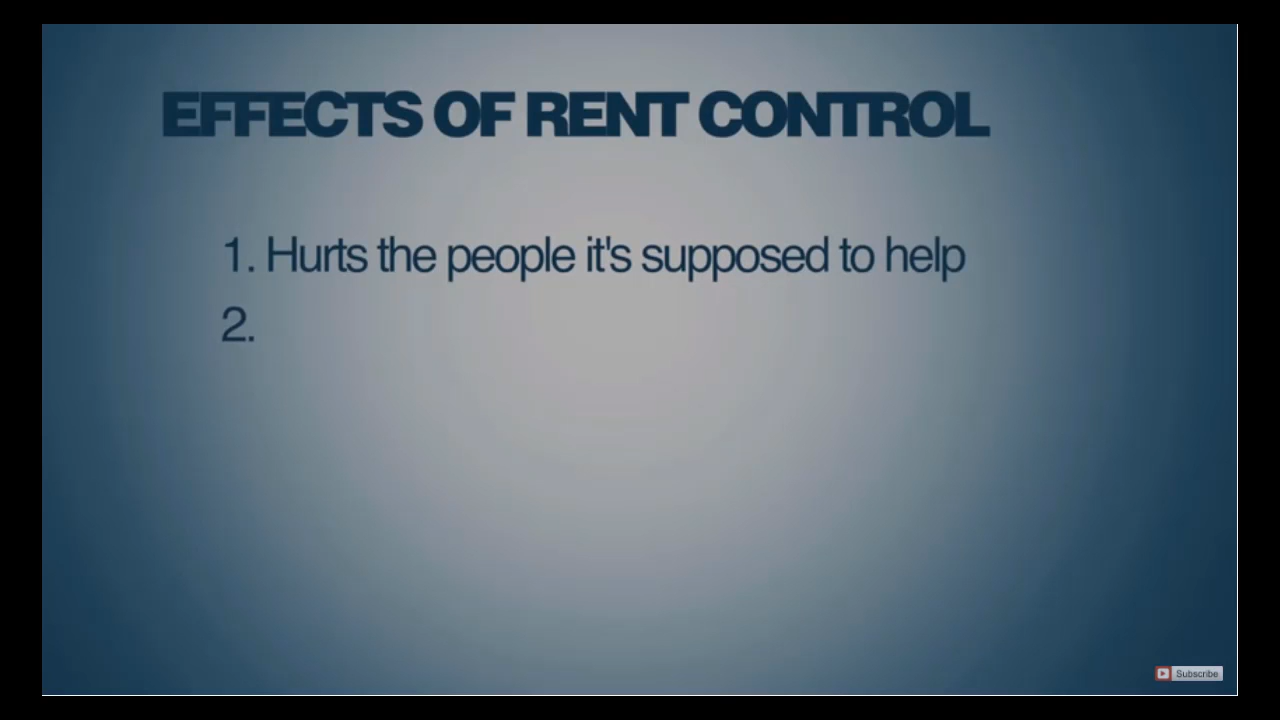 EFFECTS OF RENT CONTROL
1. Hurts the people it's supposed to help
2.
Subscribe